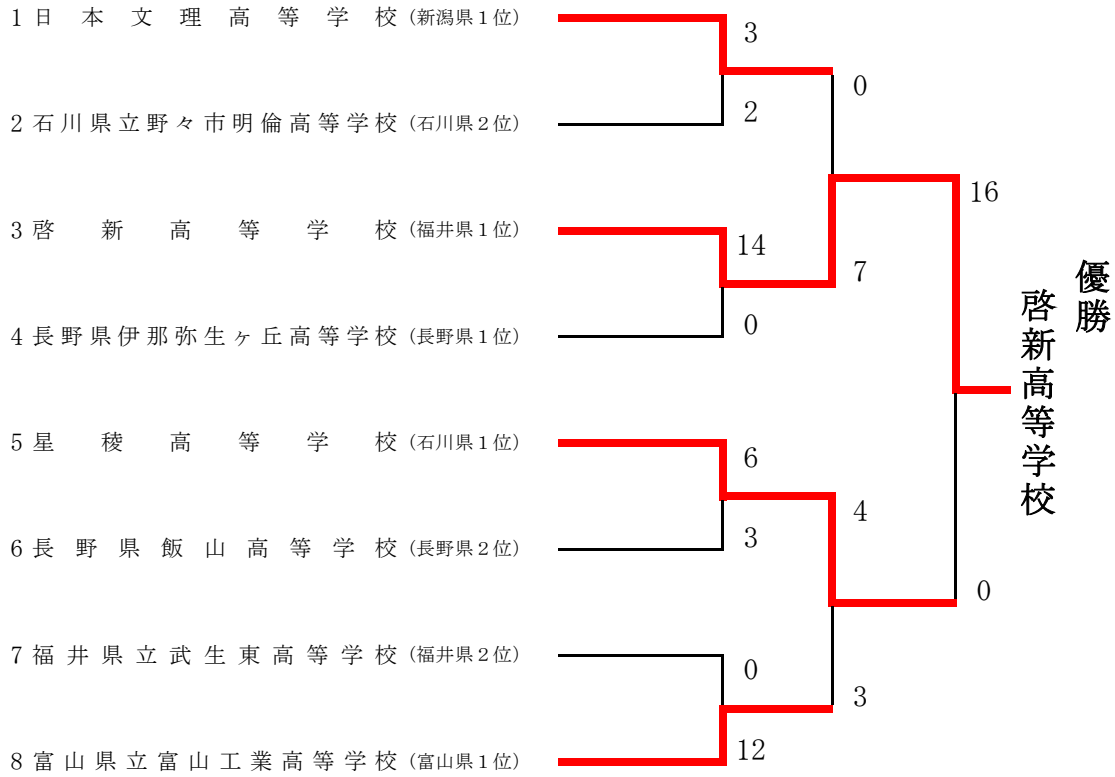 1 日本文理高等学校 (新潟県1位)
3
0
2 石川県立野々市明倫高等学校 (石川県2位)
2
16
3 啓新高等学校 (福井県1位)
14
7
4 長野県伊那弥生ヶ丘高等学校 (長野県1位)
0
優勝
啓新高等学校
5 星稜高等学校 (石川県1位)
6
4
6 長野県飯山高等学校 (長野県2位)
3
0
7 福井県立武生東高等学校 (福井県2位)
0
3
8 富山県立富山工業高等学校 (富山県1位)
12